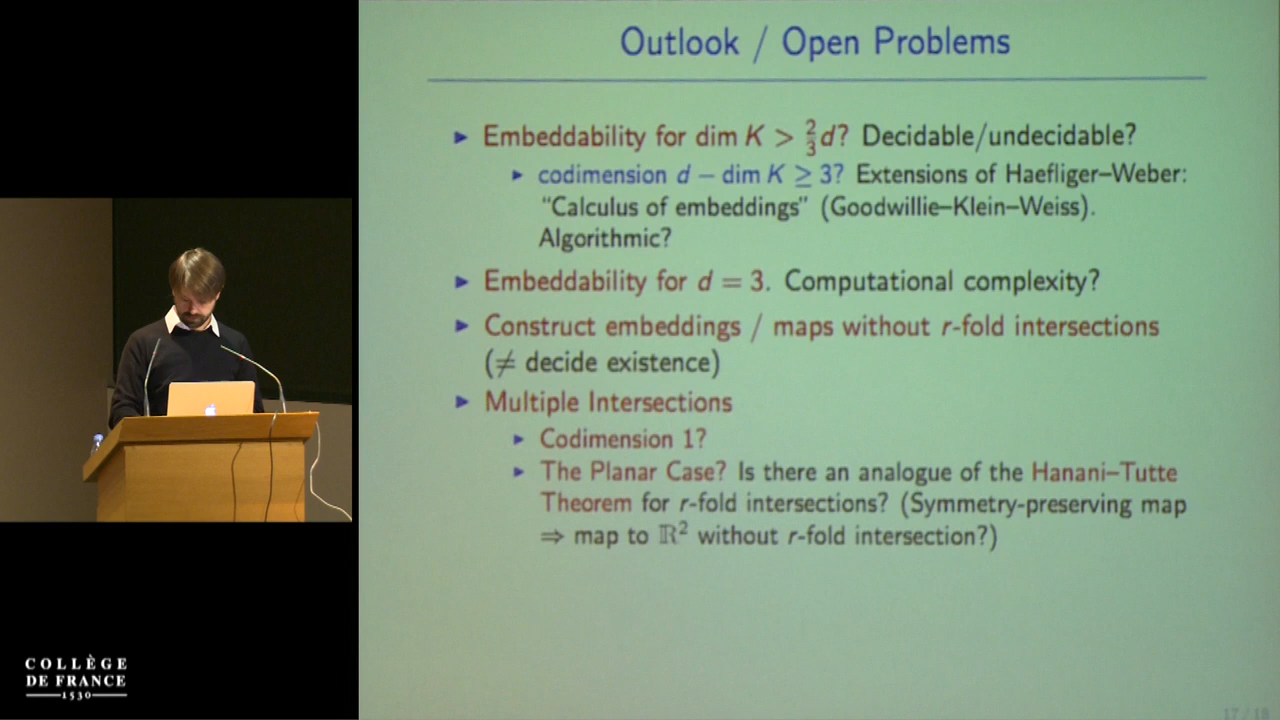 Outlook / Open Problems
▶ Embeddability for dim K > 2/3 d? Decidable/undecidable?
▶ codimension d − dim K ≥ 3? Extensions of Haefliger–Weber:
"Calculus of embeddings" (Goodwillie–Klein–Weiss).
Algorithmic?
▶ Embeddability for d = 3. Computational complexity?
▶ Construct embeddings / maps without r-fold intersections
(≠ decide existence)
▶ Multiple Intersections
▶ Codimension 1?
▶ The Planar Case? Is there an analogue of the Hanani–Tutte
Theorem for r-fold intersections? (Symmetry-preserving map
⇒ map to ℝ² without r-fold intersection?)
17 / 18
COLLÈGE
DE FRANCE
1530